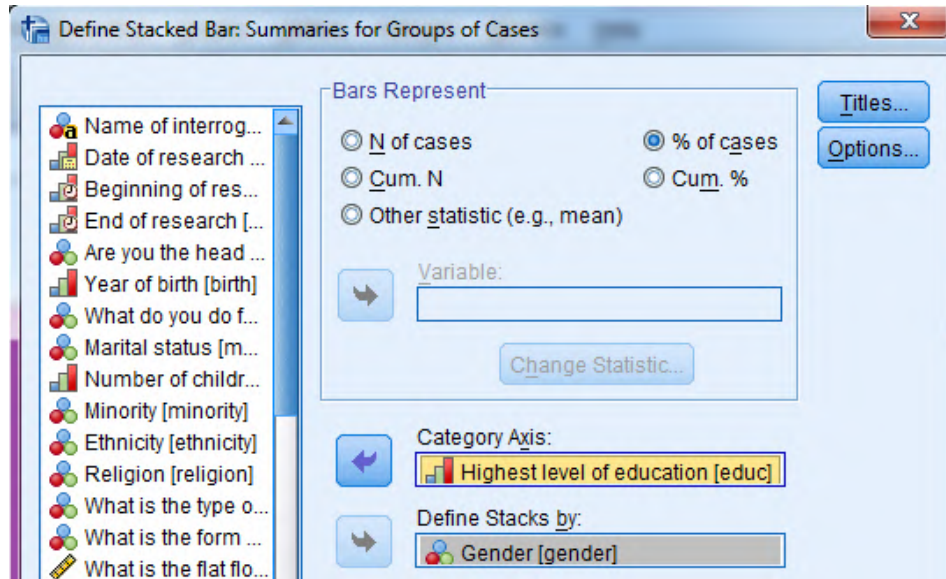 Define Stacked Bar: Summaries for Groups of Cases
x
Name of interrog...
Date of research ...
Beginning of res...
End of research [...
Are you the head ...
Year of birth [birth]
What do you do f...
Marital status [m...
Number of childr...
Minority [minority]
Ethnicity [ethnicity]
Religion [religion]
What is the type o...
What is the form ...
What is the flat flo...
Bars Represent
N of cases
% of cases
Cum. N
Cum. %
Other statistic (e.g., mean)
Variable:
Change Statistic...
Category Axis:
Highest level of education [educ]
Define Stacks by:
Gender [gender]
Titles...
Options...